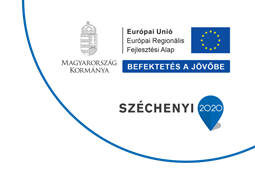 Európai Unió
Európai Regionális
Fejlesztési Alap
MAGYARORSZÁG
KORMÁNYA
BEFEKTETÉS A JÖVŐBE
SZÉCHENYI 2020